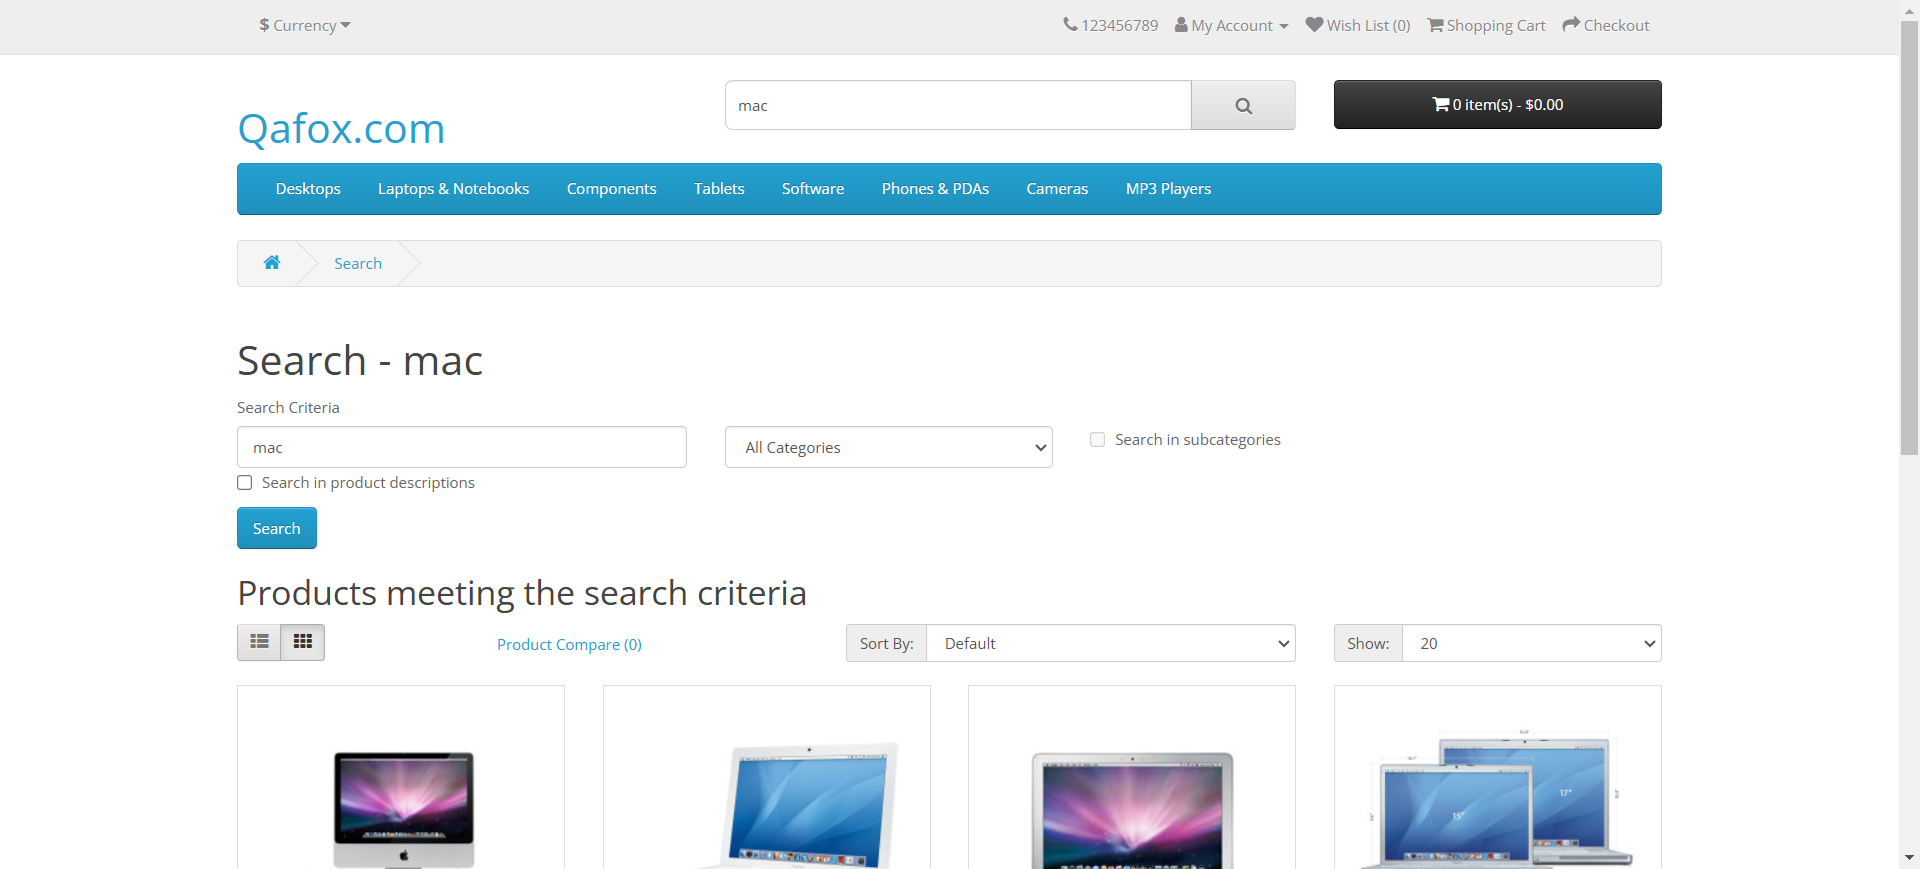 $ Currency
123456789 My Account Wish List (0) Shopping Cart Checkout
Qafox.com
mac
0 item(s) - $0.00
Desktops Laptops & Notebooks Components Tablets Software Phones & PDAs Cameras MP3 Players
Search
Search - mac
Search Criteria
mac
All Categories
Search in subcategories
Search in product descriptions
Search
Products meeting the search criteria
Product Compare (0)
Sort By: Default
Show: 20
15"
17"